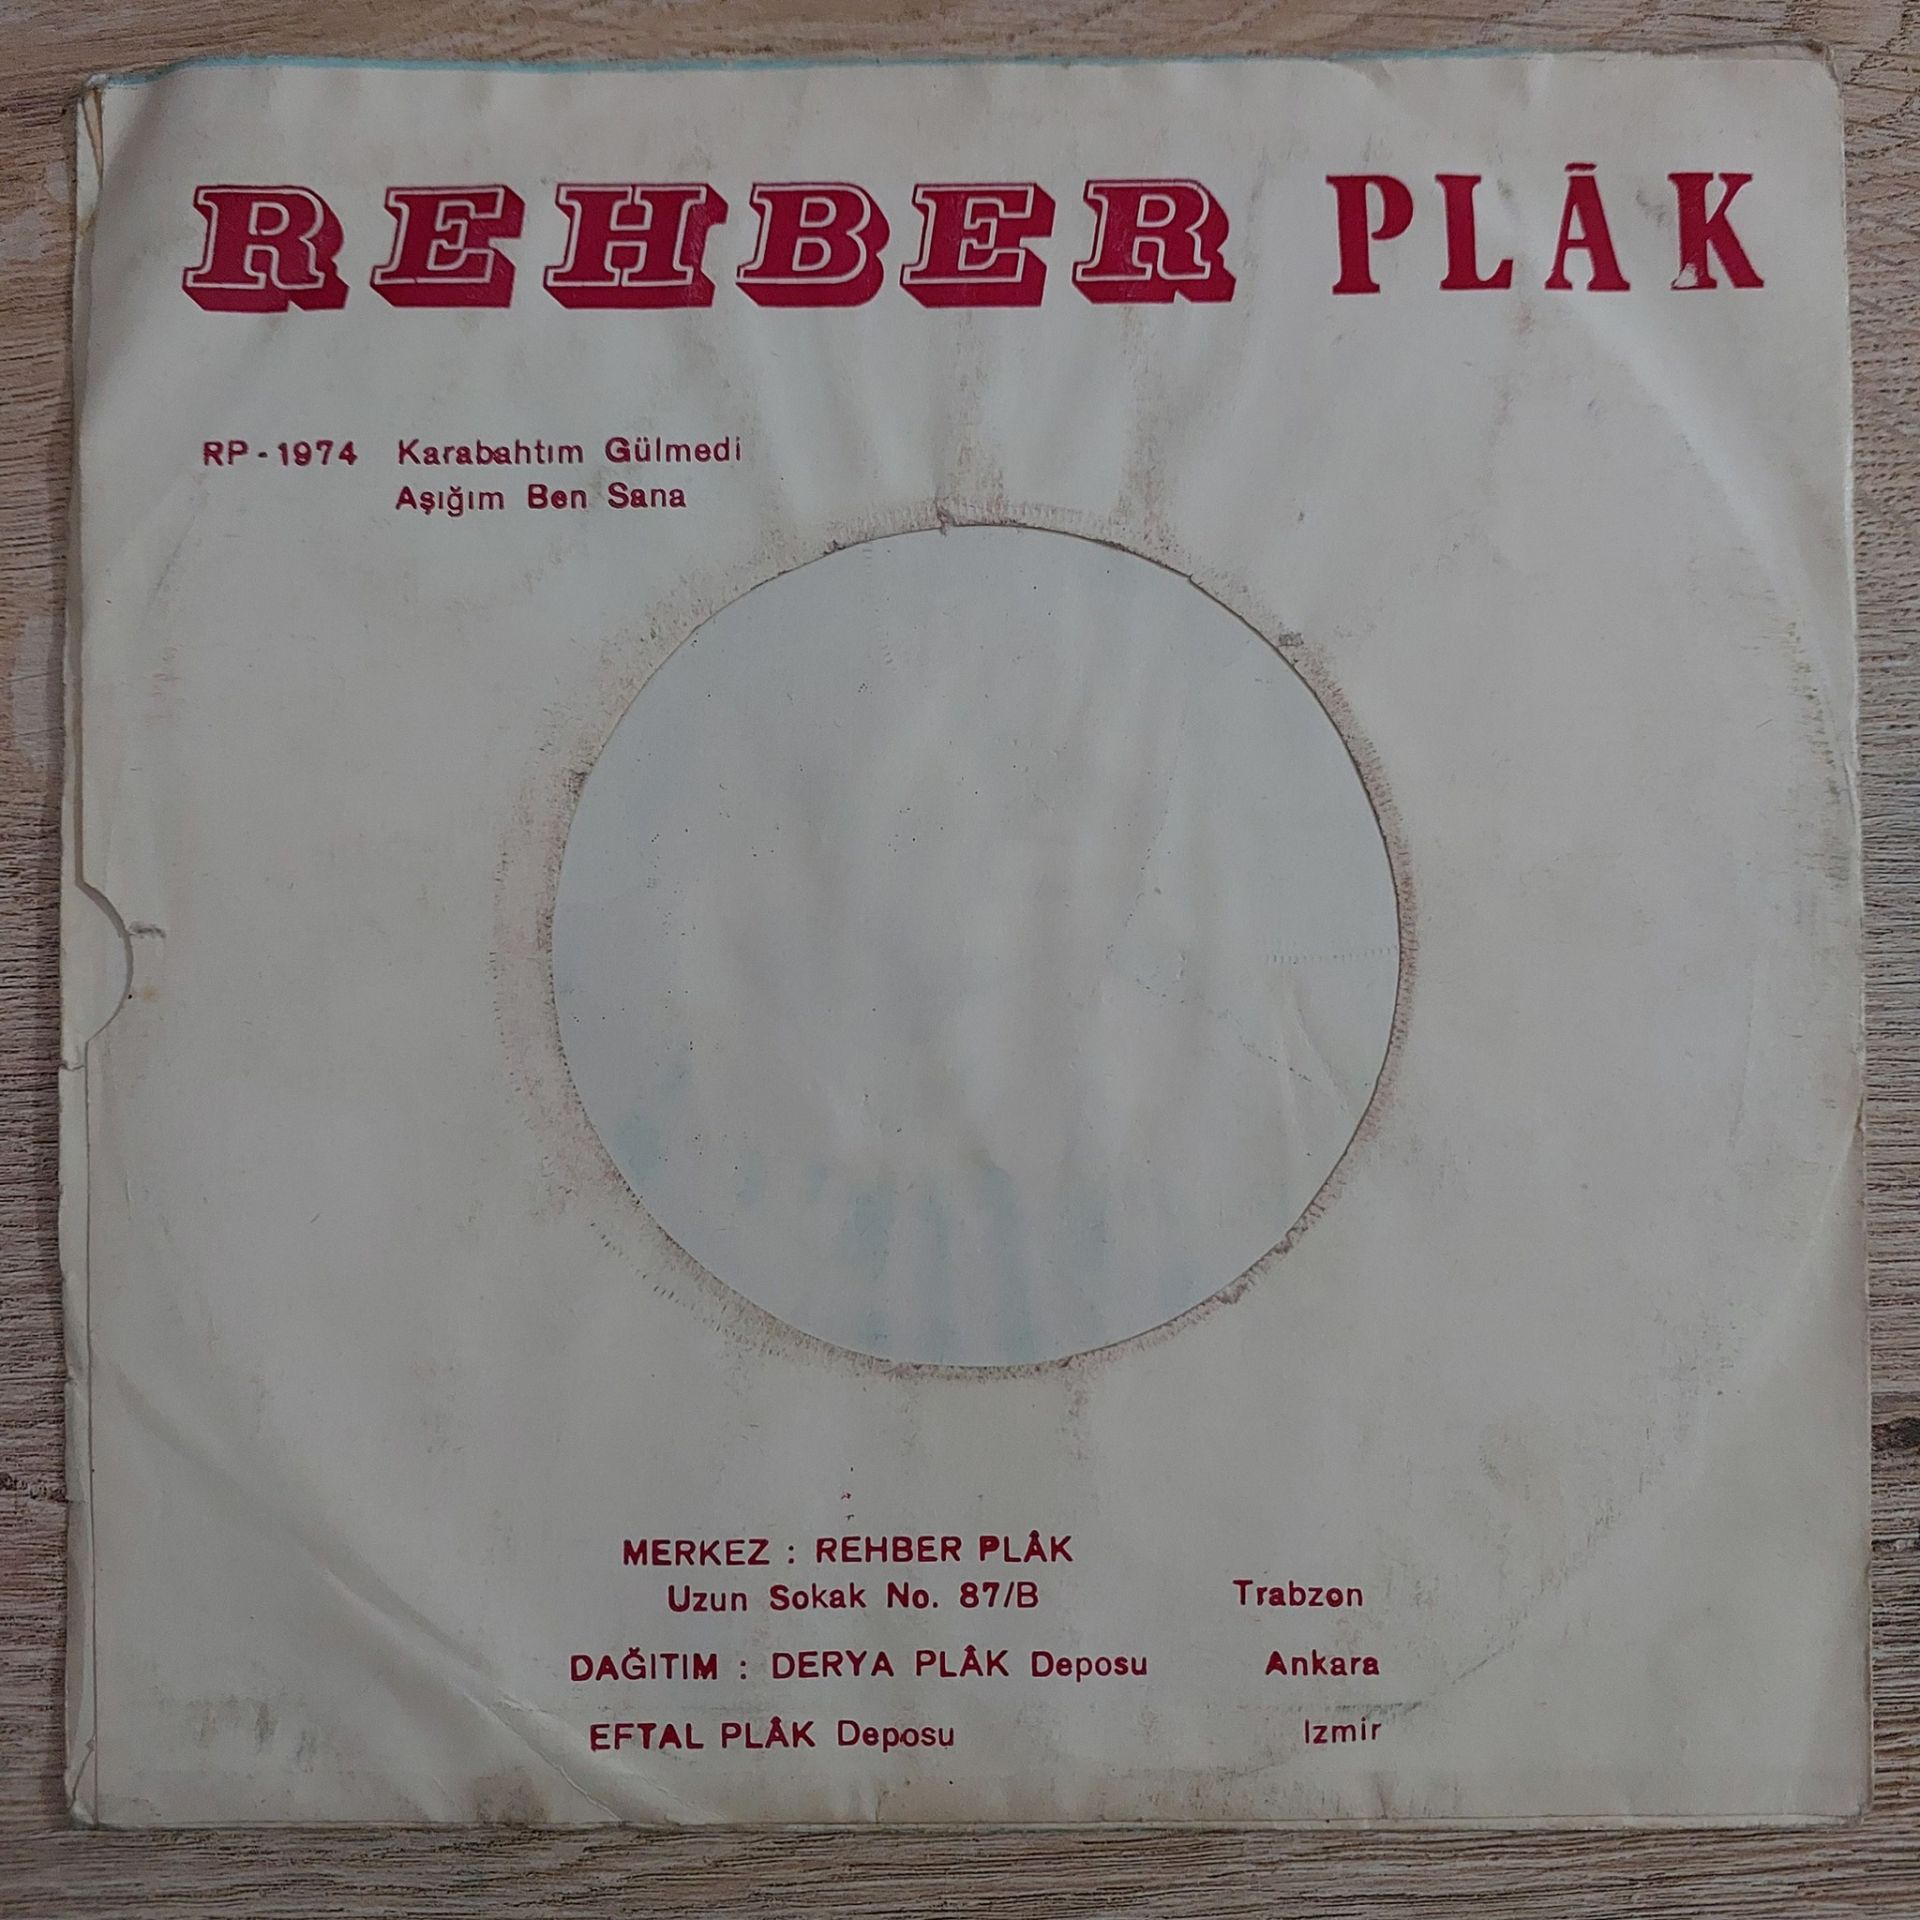 REHBER PLĀK
RP - 1974 Karabahtım Gülmedi
Aşığım Ben Sana
MERKEZ : REHBER PLÂK
Uzun Sokak No. 87/B Trabzon
DAĞITIM : DERYA PLÂK Deposu Ankara
EFTAL PLÂK Deposu Izmir